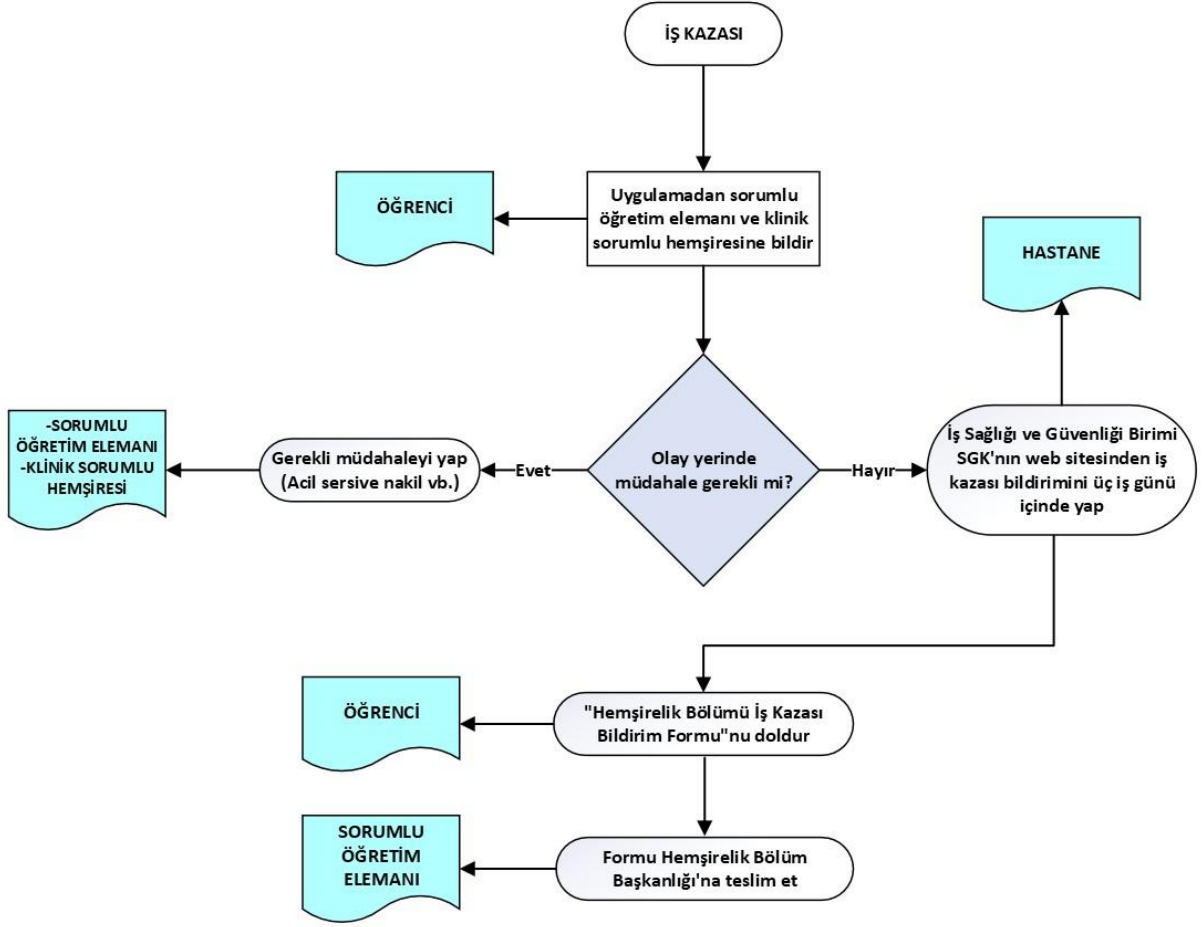 İŞ KAZASI
ÖĞRENCİ
Uygulamadan sorumlu
öğretim elemanı ve klinik
sorumlu hemşiresine bildir
HASTANE
-SORUMLU
ÖĞRETİM ELEMANI
-KLİNİK SORUMLU
HEMŞİRESİ
Gerekli müdahaleyi yap
(Acil sersive nakil vb.)
Evet
Olay yerinde
müdahale gerekli mi?
Hayır
İş Sağlığı ve Güvenliği Birimi
SGK'nın web sitesinden iş
kazası bildirimini üç iş günü
içinde yap
ÖĞRENCİ
"Hemşirelik Bölümü İş Kazası
Bildirim Formu"nu doldur
SORUMLU
ÖĞRETİM
ELEMANI
Formu Hemşirelik Bölüm
Başkanlığı'na teslim et